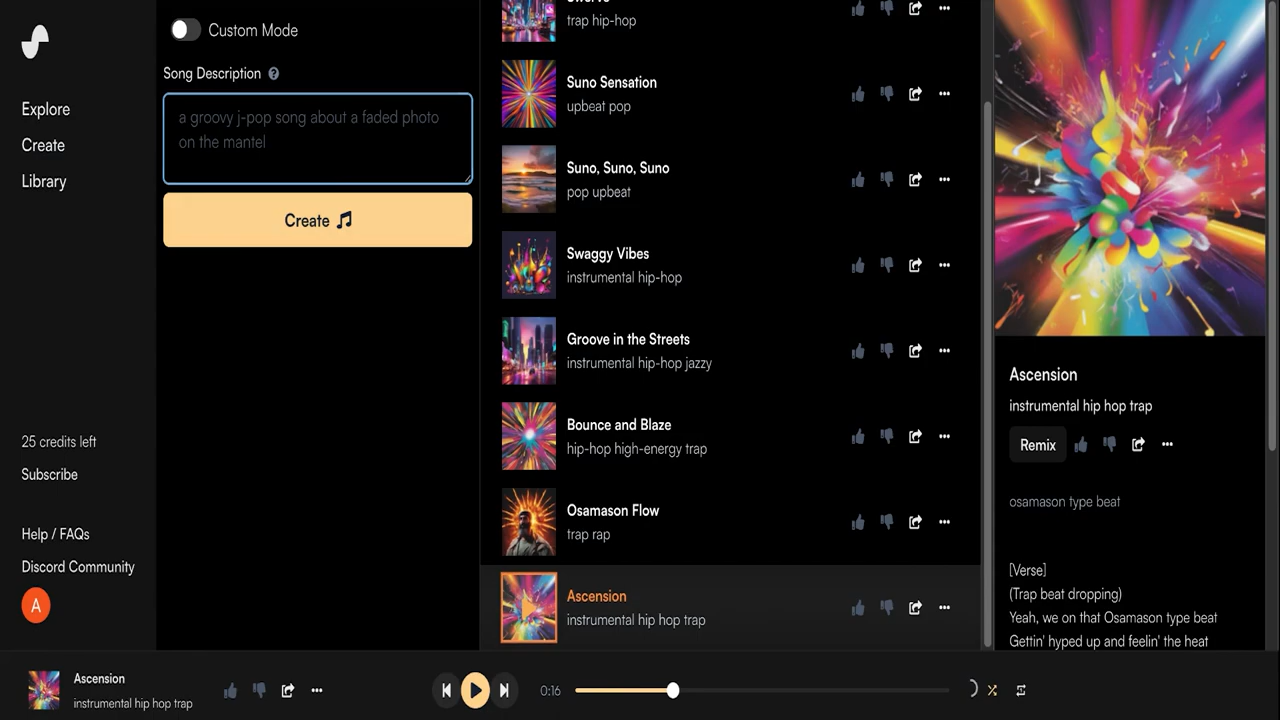 Custom Mode
Song Description
a groovy j-pop song about a faded photo
on the mantel
Create
Explore
Create
Library
25 credits left
Subscribe
Help / FAQs
Discord Community
A
trap hip-hop
Suno Sensation
upbeat pop
Suno, Suno, Suno
pop upbeat
Swaggy Vibes
instrumental hip-hop
Groove in the Streets
instrumental hip-hop jazzy
Bounce and Blaze
hip-hop high-energy trap
Osamason Flow
trap rap
Ascension
instrumental hip hop trap
Ascension
instrumental hip hop trap
Remix
osamason type beat
[Verse]
(Trap beat dropping)
Yeah, we on that Osamason type beat
Gettin' hyped up and feelin' the heat
Ascension
instrumental hip hop trap
0:16